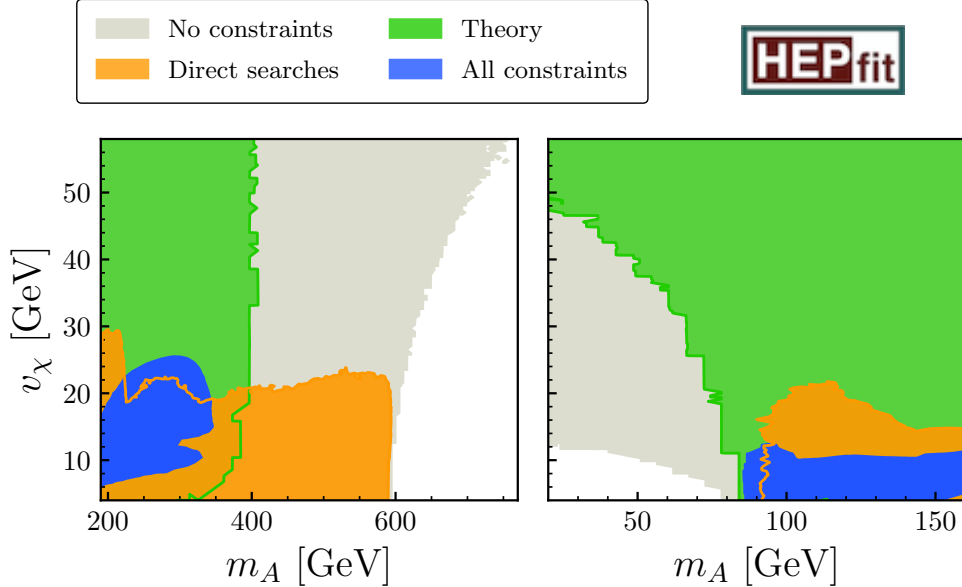 No constraints
Theory
Direct searches
All constraints
HEPfit
v_χ [GeV]
50
40
30
20
10
200
400
600
m_A [GeV]
50
100
150
m_A [GeV]